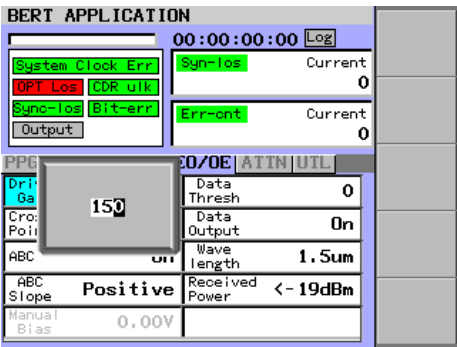 BERT APPLICATION
00:00:00:00 Log
System Clock Err
OPT Los CDR ulk
Sync-los Bit-err
Output
Syn-los Current
0
Err-cnt Current
0
PPG EO/OE ATTN UTL
150
Data Thresh 0
Data Output On
ABC On
Wave length 1.5um
ABC Slope Positive
Received Power <-19dBm
Manual Bias 0.00V